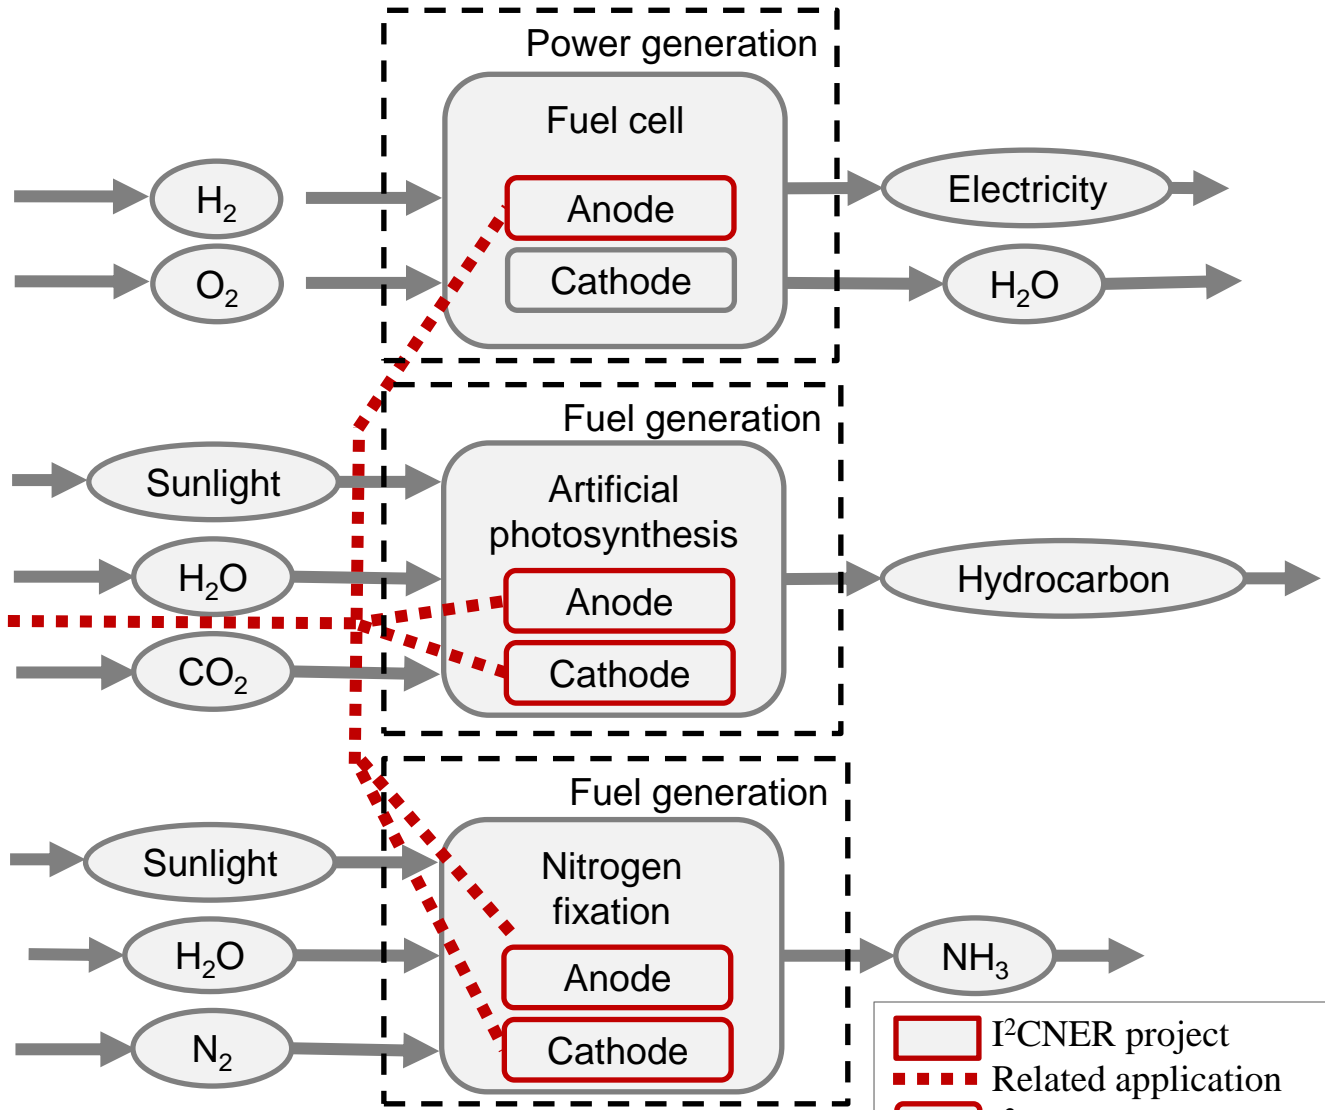 Power generation
Fuel cell
H₂
Anode
Electricity
O₂
Cathode
H₂O
Fuel generation
Sunlight
Artificial
photosynthesis
H₂O
Anode
Hydrocarbon
CO₂
Cathode
Fuel generation
Sunlight
Nitrogen
fixation
H₂O
Anode
NH₃
N₂
Cathode
I²CNER project
Related application